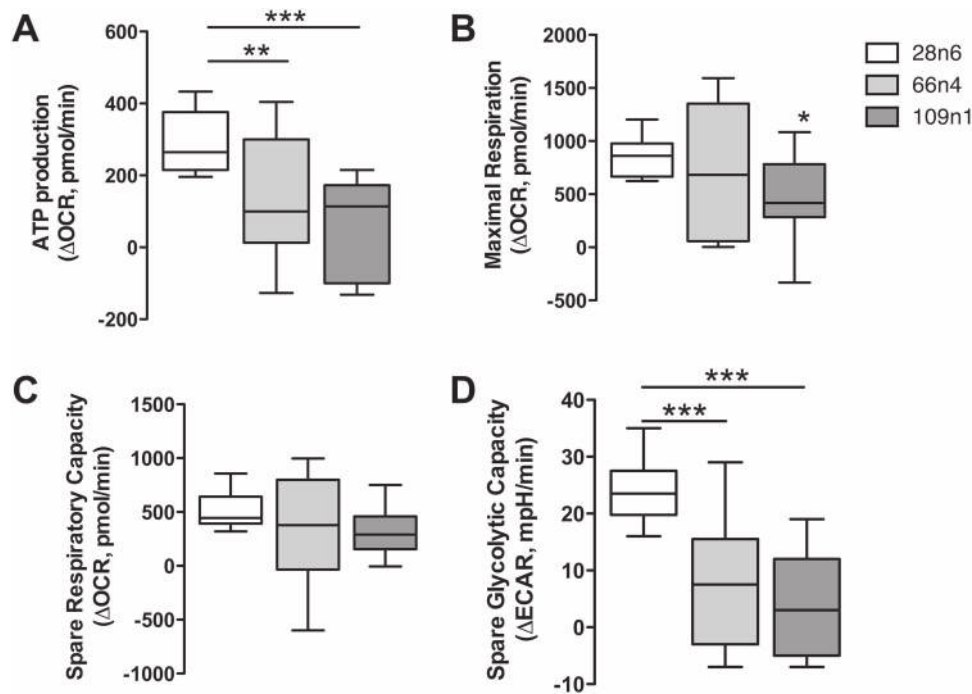 A
ATP production
(ΔOCR, pmol/min)
600
400
200
0
-200
***
**
B
Maximal Respiration
(ΔOCR, pmol/min)
2000
1500
1000
500
0
-500
*
28n6
66n4
109n1
C
Spare Respiratory Capacity
(ΔOCR, pmol/min)
1500
1000
500
0
-500
-1000
D
Spare Glycolytic Capacity
(ΔECAR, mpH/min)
40
30
20
10
0
-10
***
***